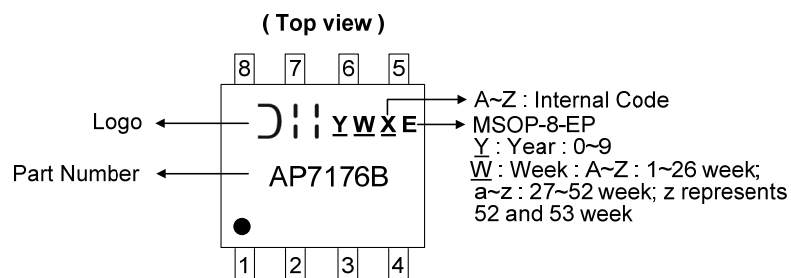 ( Top view )
8 7 6 5
Logo
Y W X E
A~Z : Internal Code
MSOP-8-EP
Y : Year : 0~9
W : Week : A~Z : 1~26 week;
a~z : 27~52 week; z represents
52 and 53 week
Part Number
AP7176B
1 2 3 4